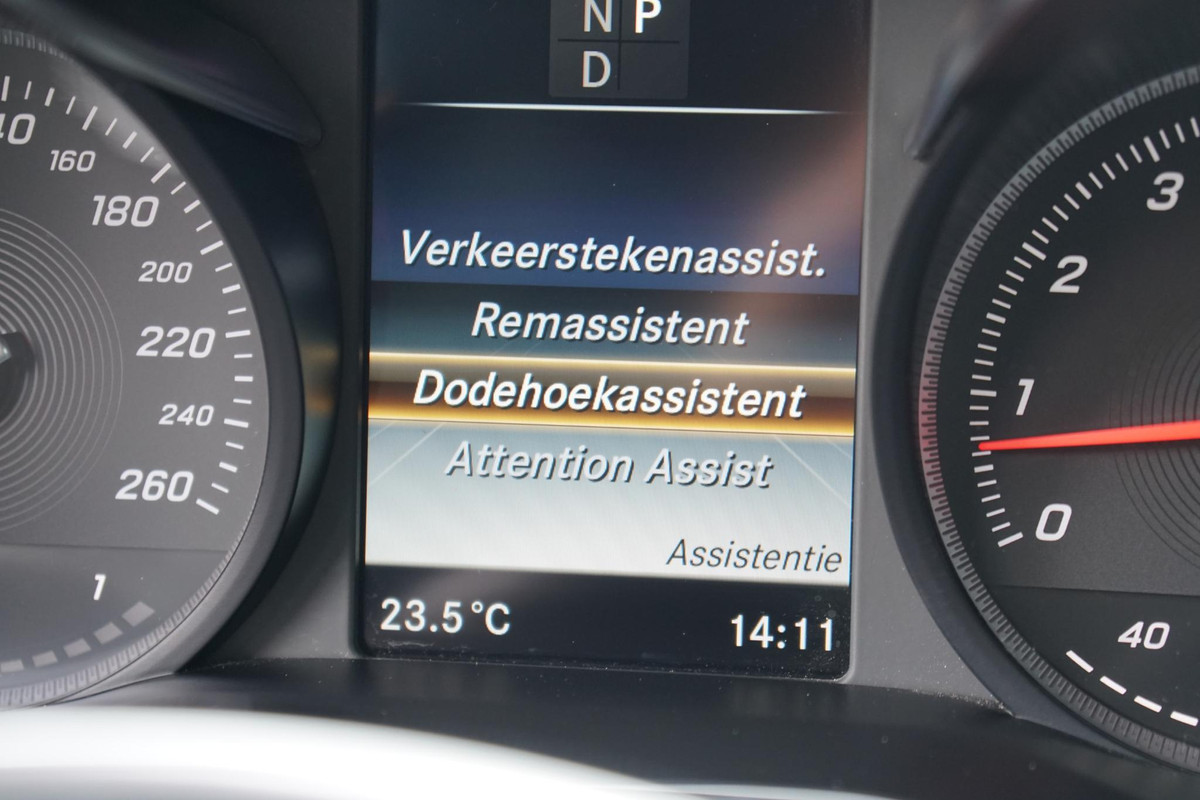 N P
D
160
180
200
220
240
260
1
Verkeerstekenassist.
Remassistent
Dodehoekassistent
Attention Assist
Assistentie
23.5°C 14:11
3
2
1
0
40